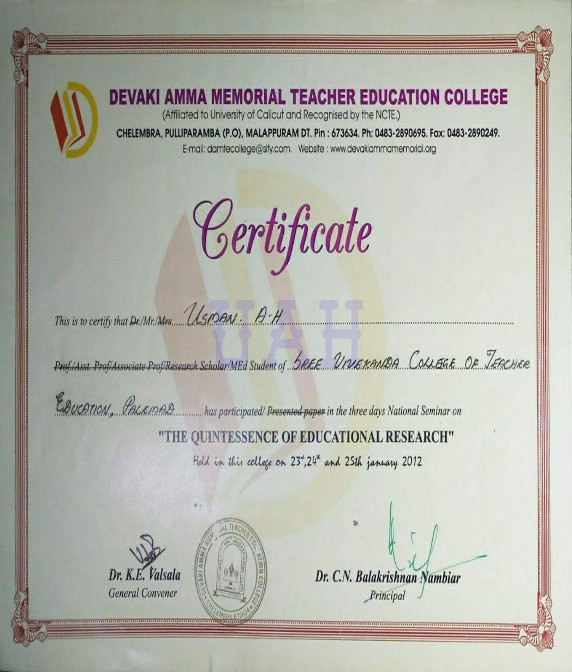 DEVAKI AMMA MEMORIAL TEACHER EDUCATION COLLEGE
(Affiliated to University of Calicut and Recognised by the NCTE.)
CHELEMBRA, PULLIPARAMBA (P.O), MALAPPURAM DT. Pin : 673634. Ph: 0483-2890695. Fax: 0483-2890249.
E-mail: damtecollege@sify.com. Website : www.devakiammamemorial.org
Certificate
This is to certify that Dr./Mr./Mrs. USMAN. A-H
UAH
Prof./Asst. Prof/Associate Prof/Research Scholar/MEd Student of SREE VIVEKANDA COLLEGE OF TEACHER
EDUCATION, PALEMAD has participated/ Presented paper in the three days National Seminar on
"THE QUINTESSENCE OF EDUCATIONAL RESEARCH"
Held in this college on 23rd,24th and 25th january 2012
Dr. K.E. Valsala
General Convener
Dr. C.N. Balakrishnan Nambiar
Principal